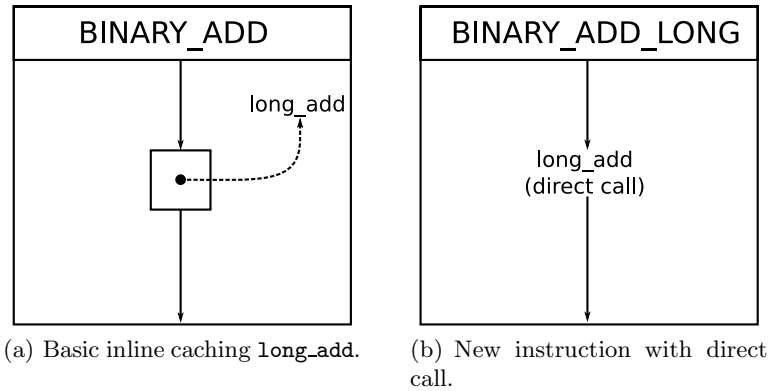 BINARY_ADD
long_add
(a) Basic inline caching long_add.
BINARY_ADD_LONG
long_add
(direct call)
(b) New instruction with direct
call.